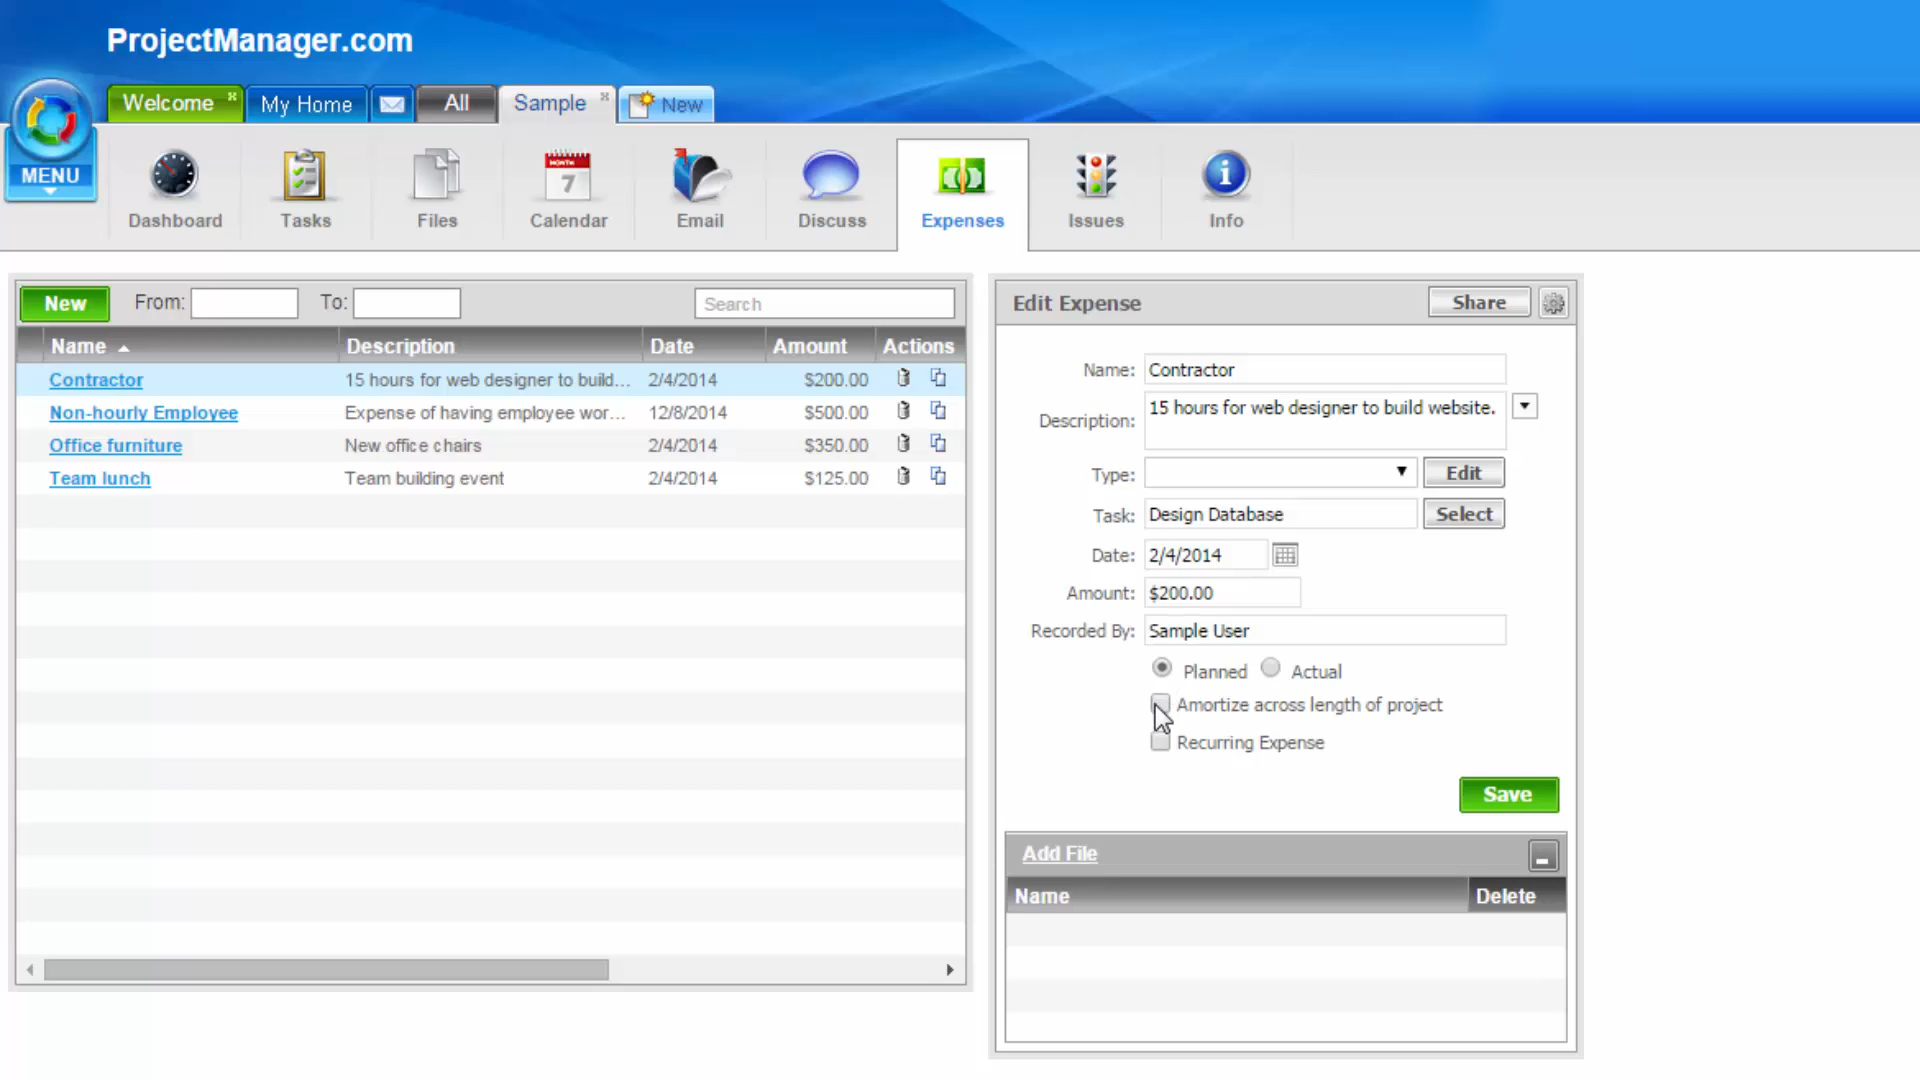 ProjectManager.com
Welcome x My Home All Sample x New
MENU
Dashboard Tasks Files MONTH 7 Calendar Email Discuss Expenses Issues i Info
New From: To: Search
Name Description Date Amount Actions
Contractor 15 hours for web designer to build... 2/4/2014 $200.00
Non-hourly Employee Expense of having employee wor... 12/8/2014 $500.00
Office furniture New office chairs 2/4/2014 $350.00
Team lunch Team building event 2/4/2014 $125.00
Edit Expense Share
Name: Contractor
Description: 15 hours for web designer to build website.
Type: Edit
Task: Design Database Select
Date: 2/4/2014
Amount: $200.00
Recorded By: Sample User
Planned Actual
Amortize across length of project
Recurring Expense
Save
Add File
Name Delete